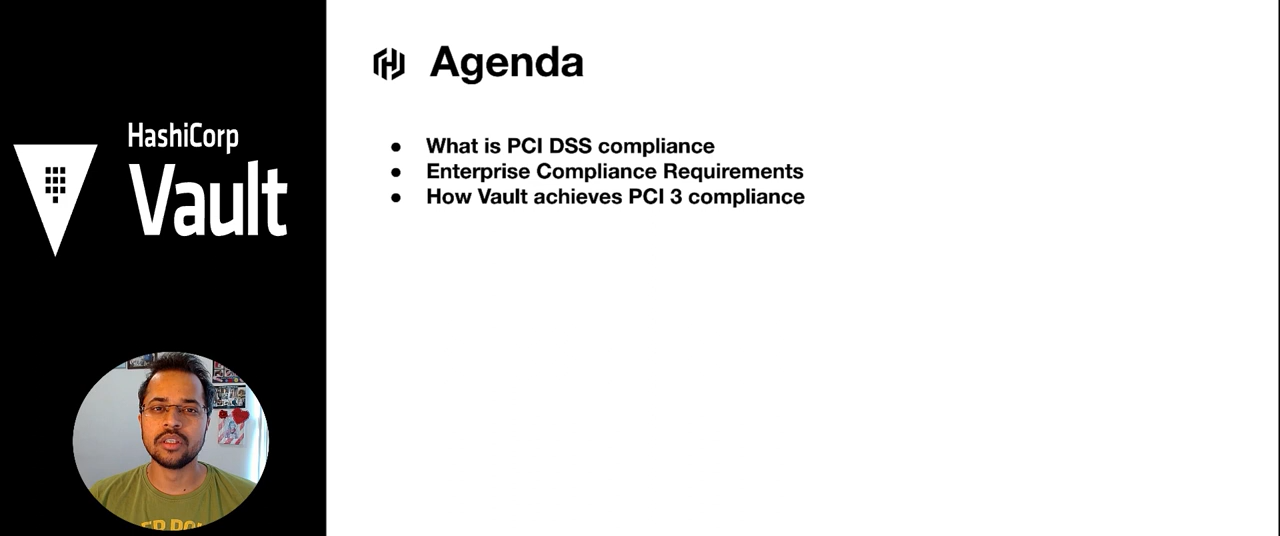 HashiCorp
Vault
Agenda
● What is PCI DSS compliance
● Enterprise Compliance Requirements
● How Vault achieves PCI 3 compliance